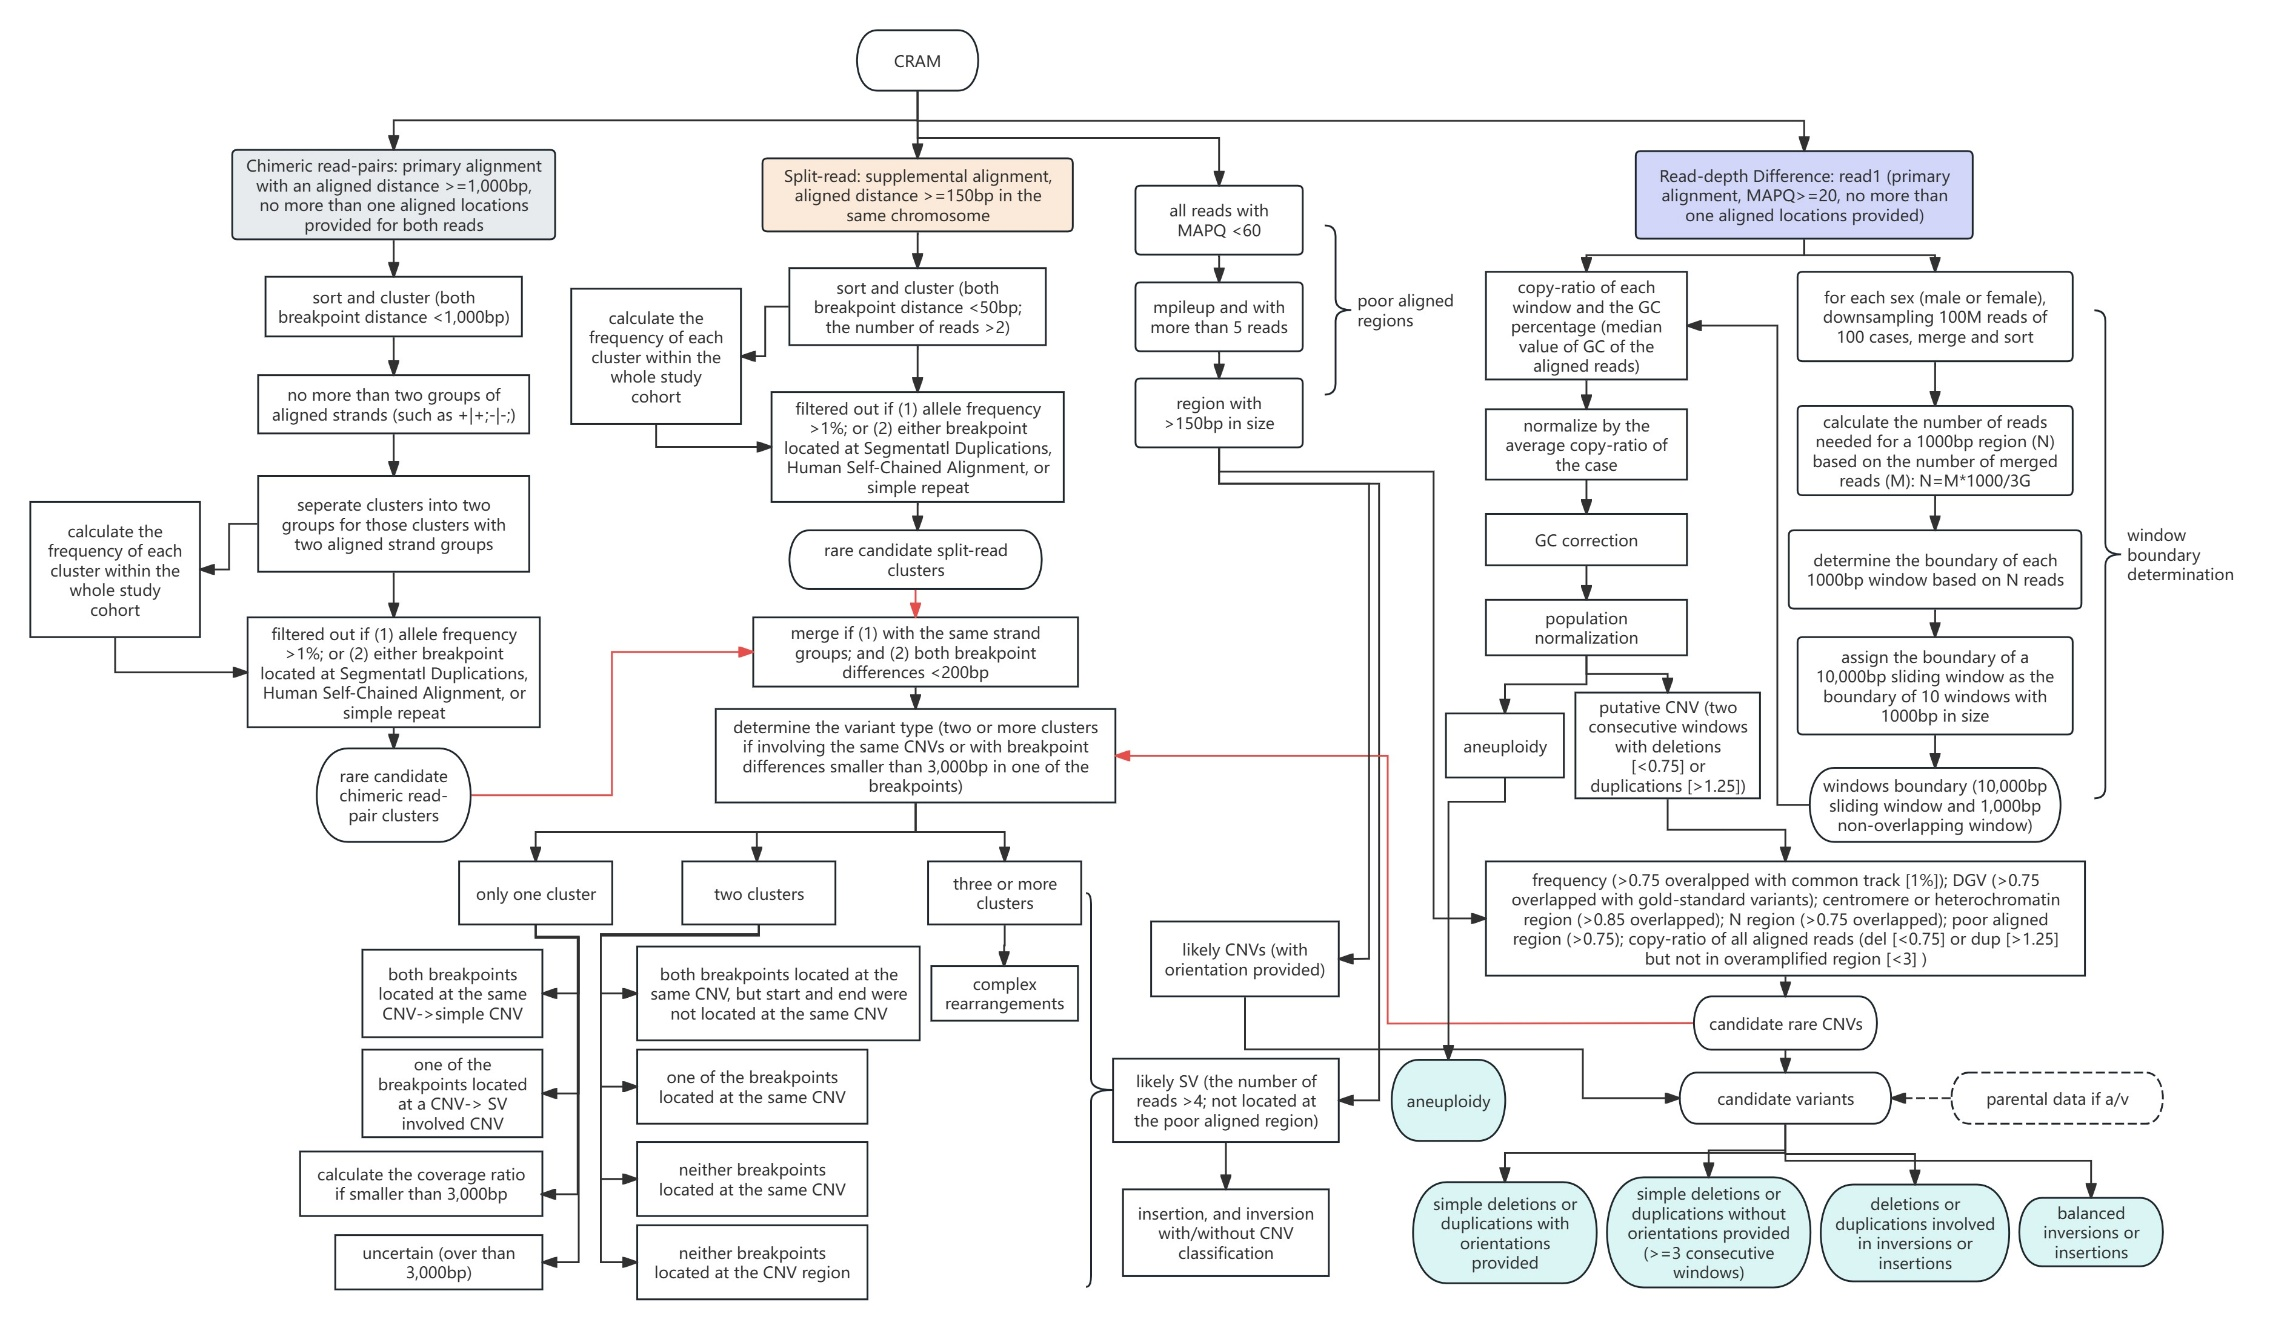 CRAM
Chimeric read-pairs: primary alignment
with an aligned distance >=1,000bp,
no more than one aligned locations
provided for both reads
sort and cluster (both
breakpoint distance <1,000bp)
no more than two groups of
aligned strands (such as +|+;-|-;)
seperate clusters into two
groups for those clusters with
two aligned strand groups
calculate the
frequency of each
cluster within the
whole study
cohort
filtered out if (1) allele frequency
>1%; or (2) either breakpoint
located at Segmentatl Duplications,
Human Self-Chained Alignment, or
simple repeat
rare candidate
chimeric read-
pair clusters
Split-read: supplemental alignment,
aligned distance >=150bp in the
same chromosome
sort and cluster (both
breakpoint distance <50bp;
the number of reads >2)
calculate the
frequency of each
cluster within the
whole study
cohort
filtered out if (1) allele frequency
>1%; or (2) either breakpoint
located at Segmentatl Duplications,
Human Self-Chained Alignment, or
simple repeat
rare candidate split-read
clusters
merge if (1) with the same strand
groups; and (2) both breakpoint
differences <200bp
determine the variant type (two or more clusters
if involving the same CNVs or with breakpoint
differences smaller than 3,000bp in one of the
breakpoints)
only one cluster
two clusters
three or more
clusters
both breakpoints
located at the same
CNV->simple CNV
one of the
breakpoints located
at a CNV-> SV
involved CNV
calculate the coverage ratio
if smaller than 3,000bp
uncertain (over than
3,000bp)
both breakpoints located at the
same CNV, but start and end were
not located at the same CNV
one of the breakpoints
located at the same CNV
neither breakpoints
located at the same CNV
neither breakpoints
located at the CNV region
complex
rearrangements
all reads with
MAPQ <60
mpileup and with
more than 5 reads
region with
>150bp in size
poor aligned
regions
likely CNVs (with
orientation provided)
likely SV (the number of
reads >4; not located at
the poor aligned region)
insertion, and inversion
with/without CNV
classification
Read-depth Difference: read1 (primary
alignment, MAPQ>=20, no more than
one aligned locations provided)
copy-ratio of each
window and the GC
percentage (median
value of GC of the
aligned reads)
normalize by the
average copy-ratio of
the case
GC correction
population
normalization
aneuploidy
putative CNV (two
consecutive windows
with deletions
[<0.75] or
duplications [>1.25])
for each sex (male or female),
downsampling 100M reads of
100 cases, merge and sort
calculate the number of reads
needed for a 1000bp region (N)
based on the number of merged
reads (M): N=M*1000/3G
determine the boundary of each
1000bp window based on N reads
assign the boundary of a
10,000bp sliding window as the
boundary of 10 windows with
1000bp in size
windows boundary (10,000bp
sliding window and 1,000bp
non-overlapping window)
window
boundary
determination
frequency (>0.75 overalpped with common track [1%]); DGV (>0.75
overlapped with gold-standard variants); centromere or heterochromatin
region (>0.85 overlapped); N region (>0.75 overlapped); poor aligned
region (>0.75); copy-ratio of all aligned reads (del [<0.75] or dup [>1.25]
but not in overamplified region [<3] )
candidate rare CNVs
candidate variants
parental data if a/v
aneuploidy
simple deletions or
duplications with
orientations
provided
simple deletions or
duplications without
orientations provided
(>=3 consecutive
windows)
deletions or
duplications involved
in inversions or
insertions
balanced
inversions or
insertions